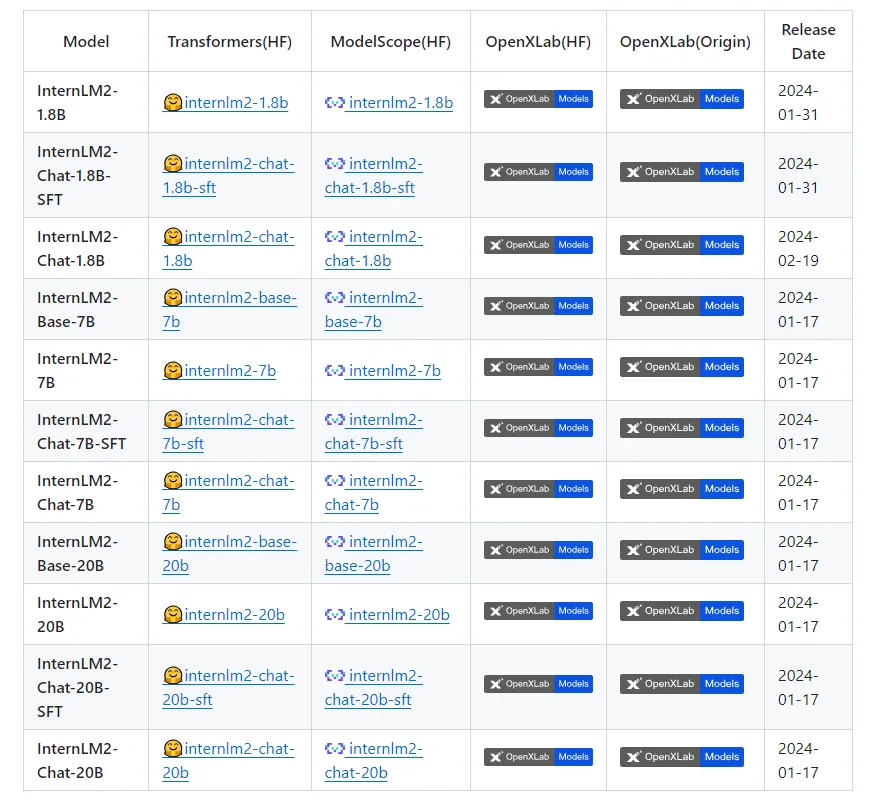 Model Transformers(HF) ModelScope(HF) OpenXLab(HF) OpenXLab(Origin) Release
Date
InternLM2-
1.8B
internlm2-1.8b
internlm2-1.8b
OpenXLab Models
OpenXLab Models
2024-
01-31
InternLM2-
Chat-1.8B-
SFT
internlm2-chat-
1.8b-sft
internlm2-
chat-1.8b-sft
OpenXLab Models
OpenXLab Models
2024-
01-31
InternLM2-
Chat-1.8B
internlm2-chat-
1.8b
internlm2-
chat-1.8b
OpenXLab Models
OpenXLab Models
2024-
02-19
InternLM2-
Base-7B
internlm2-base-
7b
internlm2-
base-7b
OpenXLab Models
OpenXLab Models
2024-
01-17
InternLM2-
7B
internlm2-7b
internlm2-7b
OpenXLab Models
OpenXLab Models
2024-
01-17
InternLM2-
Chat-7B-SFT
internlm2-chat-
7b-sft
internlm2-
chat-7b-sft
OpenXLab Models
OpenXLab Models
2024-
01-17
InternLM2-
Chat-7B
internlm2-chat-
7b
internlm2-
chat-7b
OpenXLab Models
OpenXLab Models
2024-
01-17
InternLM2-
Base-20B
internlm2-base-
20b
internlm2-
base-20b
OpenXLab Models
OpenXLab Models
2024-
01-17
InternLM2-
20B
internlm2-20b
internlm2-20b
OpenXLab Models
OpenXLab Models
2024-
01-17
InternLM2-
Chat-20B-
SFT
internlm2-chat-
20b-sft
internlm2-
chat-20b-sft
OpenXLab Models
OpenXLab Models
2024-
01-17
InternLM2-
Chat-20B
internlm2-chat-
20b
internlm2-
chat-20b
OpenXLab Models
OpenXLab Models
2024-
01-17